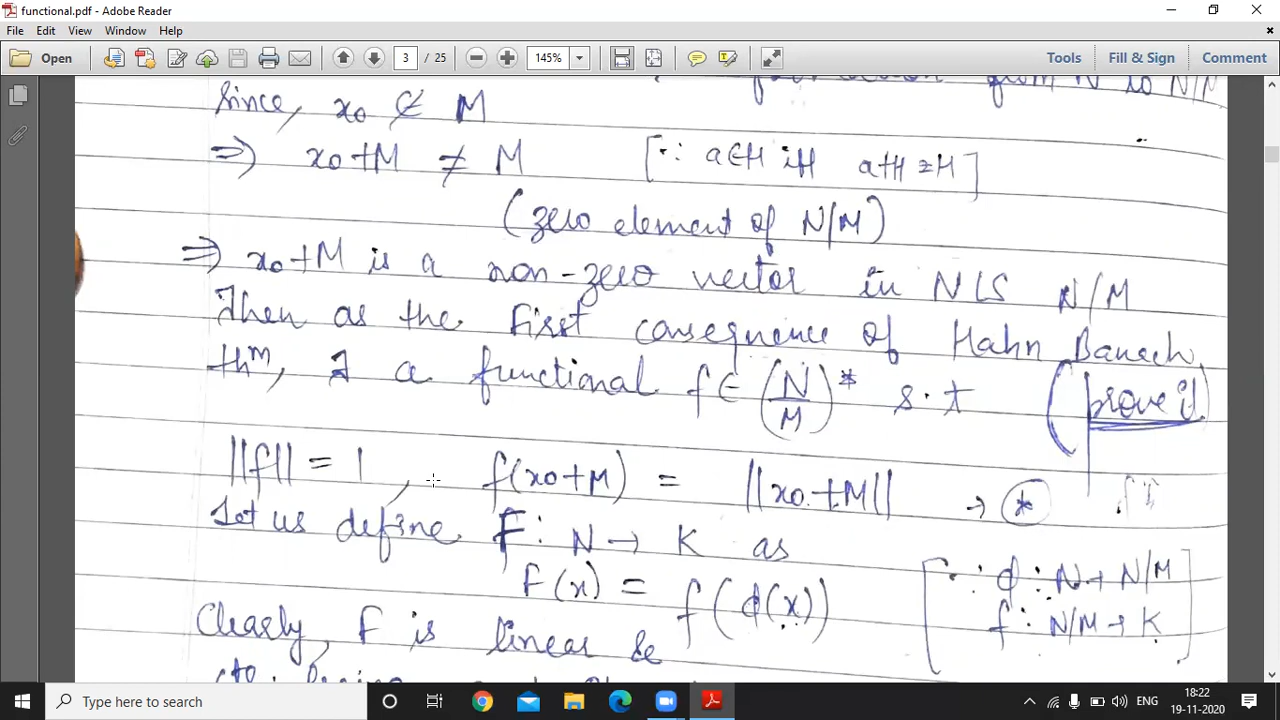 functional.pdf - Adobe Reader
File Edit View Window Help
Open 3 / 25 145% Tools Fill & Sign Comment
from N to N/M
Since, x₀ ∉ M
⇒ x₀+M ≠ M [∵ a∈H iff a+H=H]
(zero element of N/M)
⇒ x₀+M is a non-zero vector in NLS N/M
Then as the first consequence of Hahn Banach
thᵐ, ∃ a functional f ∈ (N/M)* s.t (prove it)
||f|| = 1, f(x₀+M) = ||x₀+M|| → *
Let us define F: N → K as
F(x) = f(ϕ(x)) [∵ ϕ: N → N/M
f: N/M → K]
Clearly, F is linear &
Type here to search
ENG 18:22
19-11-2020